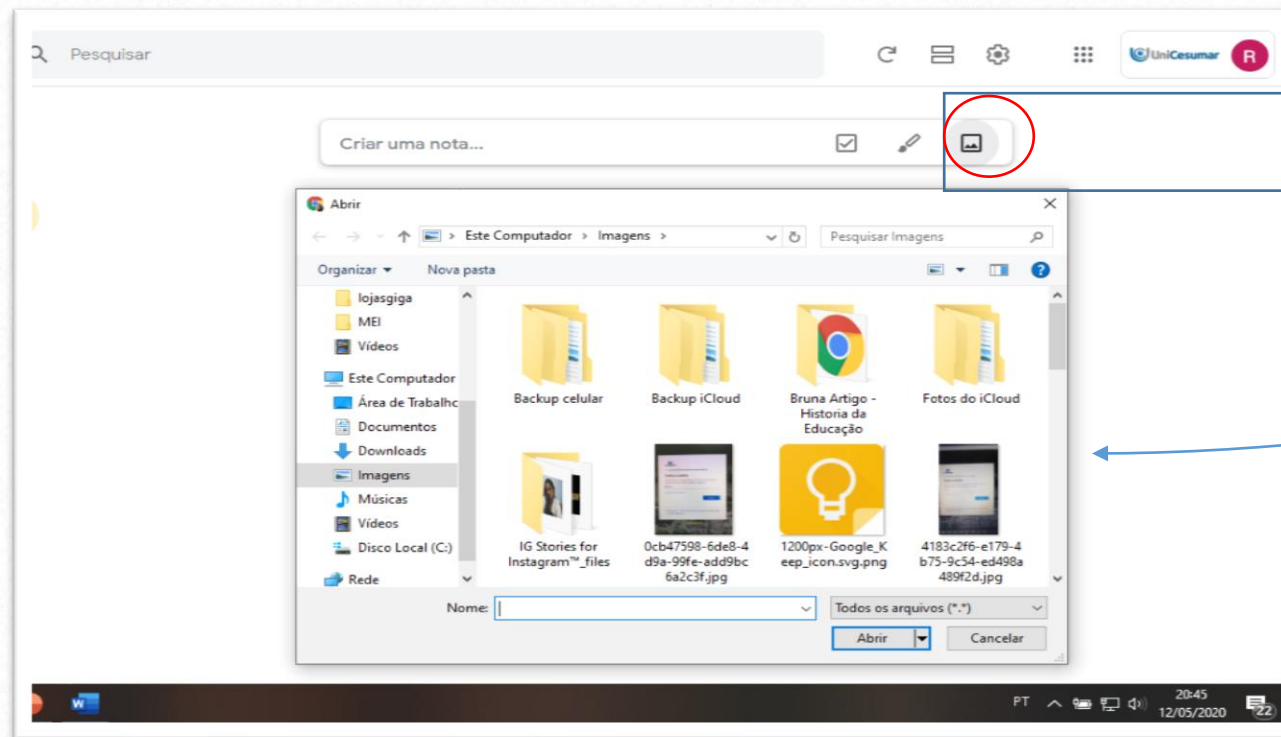 Pesquisar
UniCesumar
R
Criar uma nota...
Abrir
Este Computador > Imagens >
Pesquisar Imagens
Organizar
Nova pasta
lojasgiga
MEI
Vídeos
Este Computador
Área de Trabalho
Documentos
Downloads
Imagens
Músicas
Vídeos
Disco Local (C:)
Rede
Backup celular
Backup iCloud
Bruna Artigo -
Historia da
Educação
Fotos do iCloud
IG Stories for
Instagram™_files
0cb47598-6de8-4
d9a-99fe-add9bc
6a2c3f.jpg
1200px-Google_K
eep_icon.svg.png
4183c2f6-e179-4
b75-9c54-ed498a
489f2d.jpg
Nome:
Todos os arquivos (*.*)
Abrir
Cancelar
W
PT
20:45
12/05/2020
22